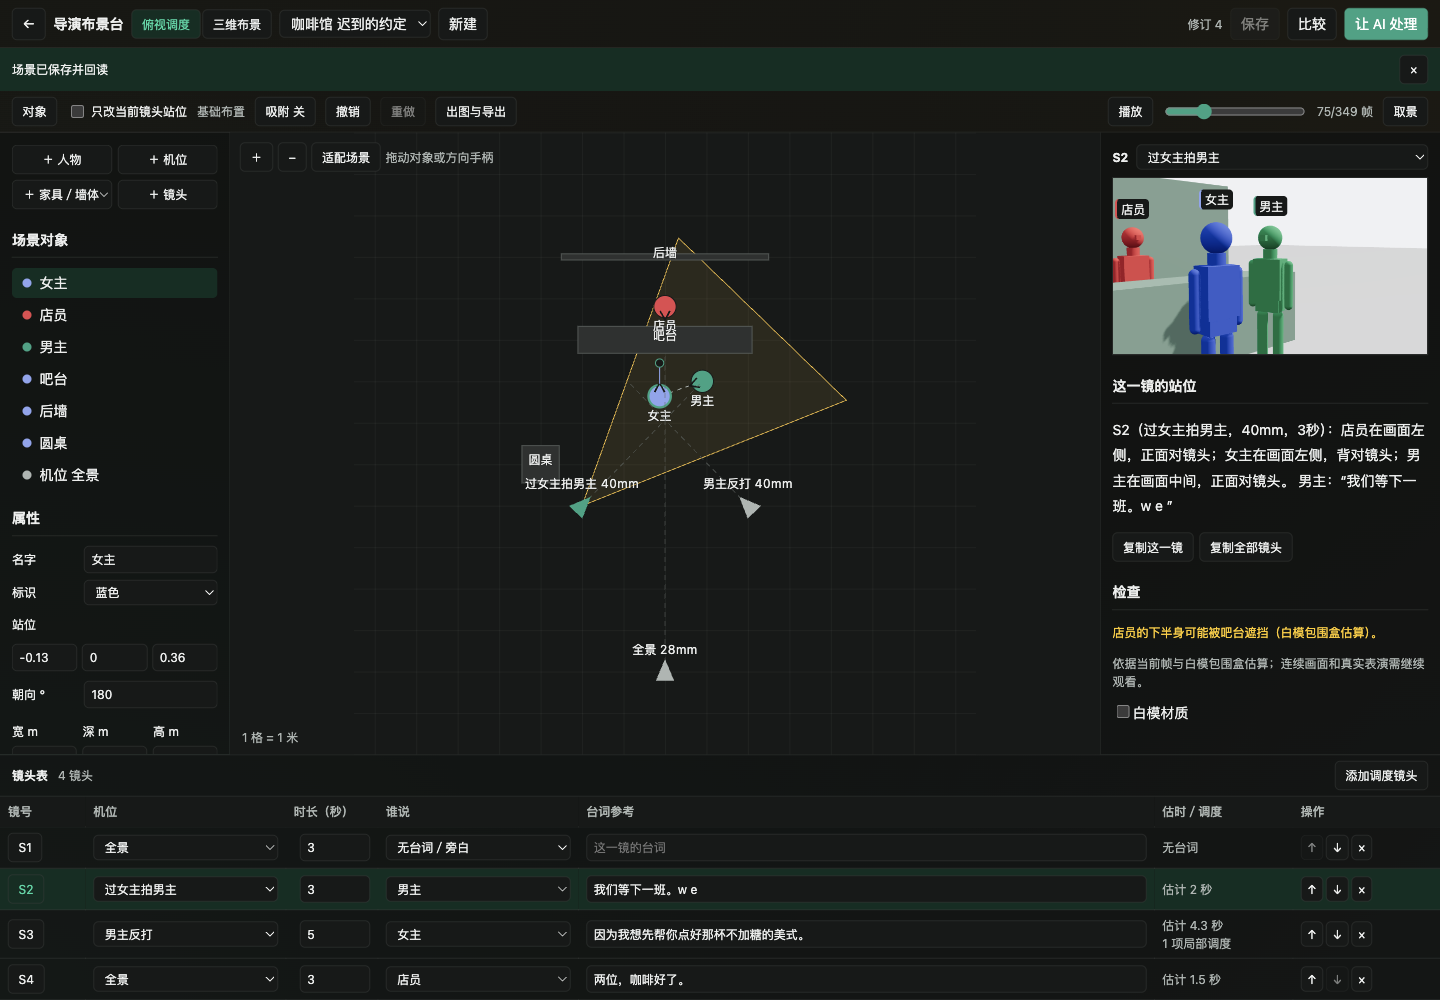 ← 导演布景台 俯视调度 三维布景 咖啡馆 迟到的约定 新建 修订 4 保存 比较 让 AI 处理
场景已保存并回读 ×
对象 只改当前镜头站位 基础布置 吸附 关 撤销 重做 出图与导出 播放 75/349 帧 取景
+ 人物 + 机位
+ 家具 / 墙体 + 镜头
场景对象
女主
店员
男主
吧台
后墙
圆桌
机位 全景
属性
名字 女主
标识 蓝色
站位
-0.13 0 0.36
朝向 ° 180
宽 m 深 m 高 m
+ − 适配场景 拖动对象或方向手柄
后墙
店员
吧台
男主
女主
圆桌
过女主拍男主 40mm 男主反打 40mm
全景 28mm
1 格 = 1 米
S2 过女主拍男主
店员 女主 男主
这一镜的站位
S2（过女主拍男主，40mm，3秒）：店员在画面左
侧，正面对镜头；女主在画面左侧，背对镜头；男
主在画面中间，正面对镜头。 男主：“我们等下一
班。w e ”
复制这一镜 复制全部镜头
检查
店员的下半身可能被吧台遮挡（白模包围盒估算）。
依据当前帧与白模包围盒估算；连续画面和真实表演需继续
观看。
白模材质
镜头表 4 镜头 添加调度镜头
镜号 机位 时长（秒） 谁说 台词参考 估时 / 调度 操作
S1 全景 3 无台词 / 旁白 这一镜的台词 无台词 ↑ ↓ ×
S2 过女主拍男主 3 男主 我们等下一班。w e 估计 2 秒 ↑ ↓ ×
S3 男主反打 5 女主 因为我想先帮你点好那杯不加糖的美式。 估计 4.3 秒 ↑ ↓ ×
1 项局部调度
S4 全景 3 店员 两位，咖啡好了。 估计 1.5 秒 ↑ ↓ ×